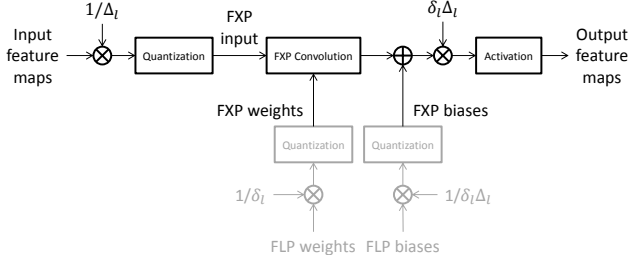 1/Δ_l
δ_lΔ_l
Input
feature
maps
Quantization
FXP
input
FXP Convolution
Activation
Output
feature
maps
FXP weights
FXP biases
Quantization
Quantization
1/δ_l
1/δ_lΔ_l
FLP weights
FLP biases